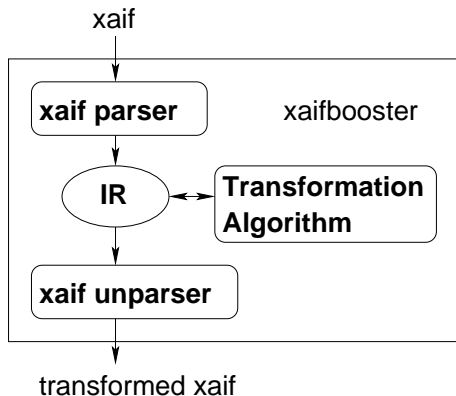 xaif
xaif parser
xaifbooster
IR
Transformation
Algorithm
xaif unparser
transformed xaif